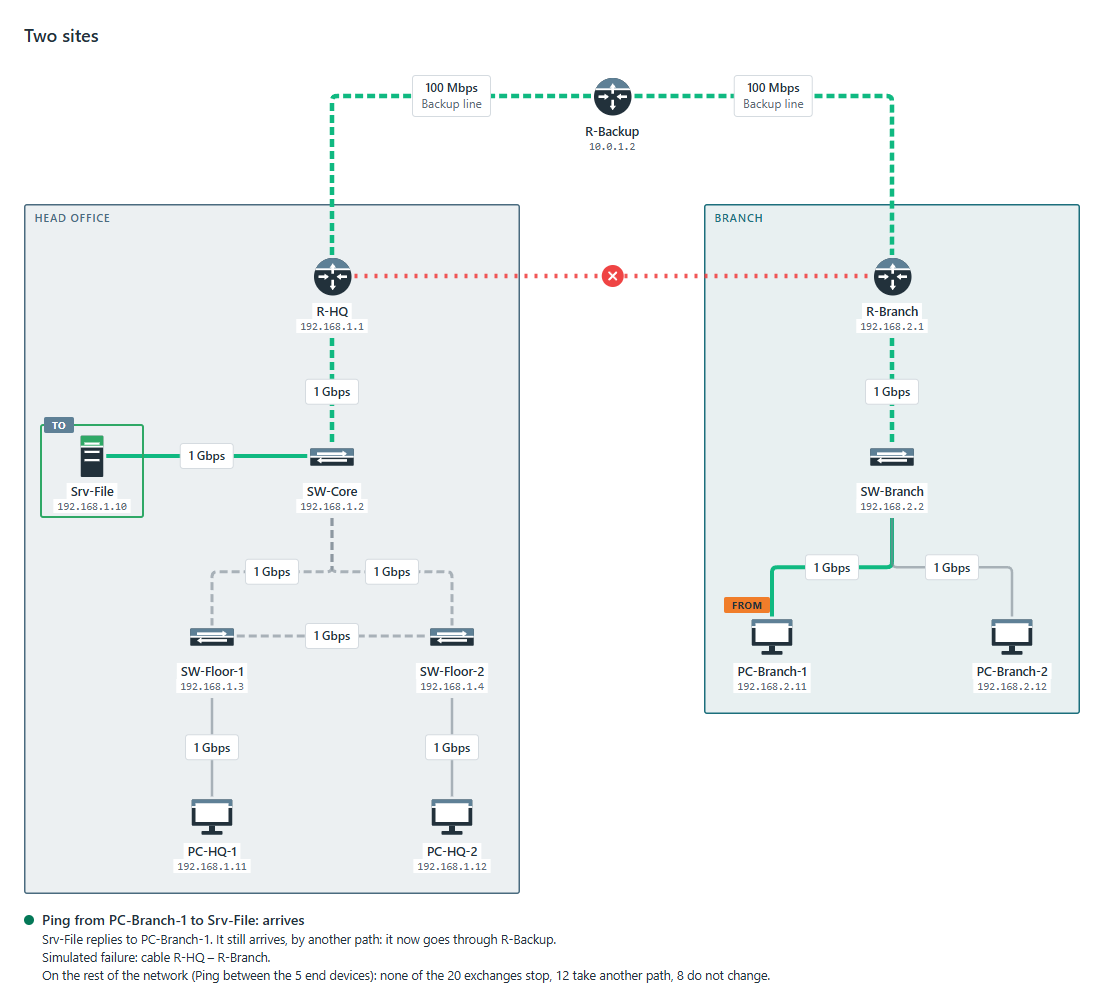 Two sites
100 Mbps
Backup line
100 Mbps
Backup line
R-Backup
10.0.1.2
HEAD OFFICE
BRANCH
R-HQ
192.168.1.1
R-Branch
192.168.2.1
1 Gbps
1 Gbps
TO
1 Gbps
Srv-File
192.168.1.10
SW-Core
192.168.1.2
SW-Branch
192.168.2.2
1 Gbps
1 Gbps
1 Gbps
1 Gbps
FROM
1 Gbps
SW-Floor-1
192.168.1.3
SW-Floor-2
192.168.1.4
PC-Branch-1
192.168.2.11
PC-Branch-2
192.168.2.12
1 Gbps
1 Gbps
PC-HQ-1
192.168.1.11
PC-HQ-2
192.168.1.12
Ping from PC-Branch-1 to Srv-File: arrives
Srv-File replies to PC-Branch-1. It still arrives, by another path: it now goes through R-Backup.
Simulated failure: cable R-HQ – R-Branch.
On the rest of the network (Ping between the 5 end devices): none of the 20 exchanges stop, 12 take another path, 8 do not change.